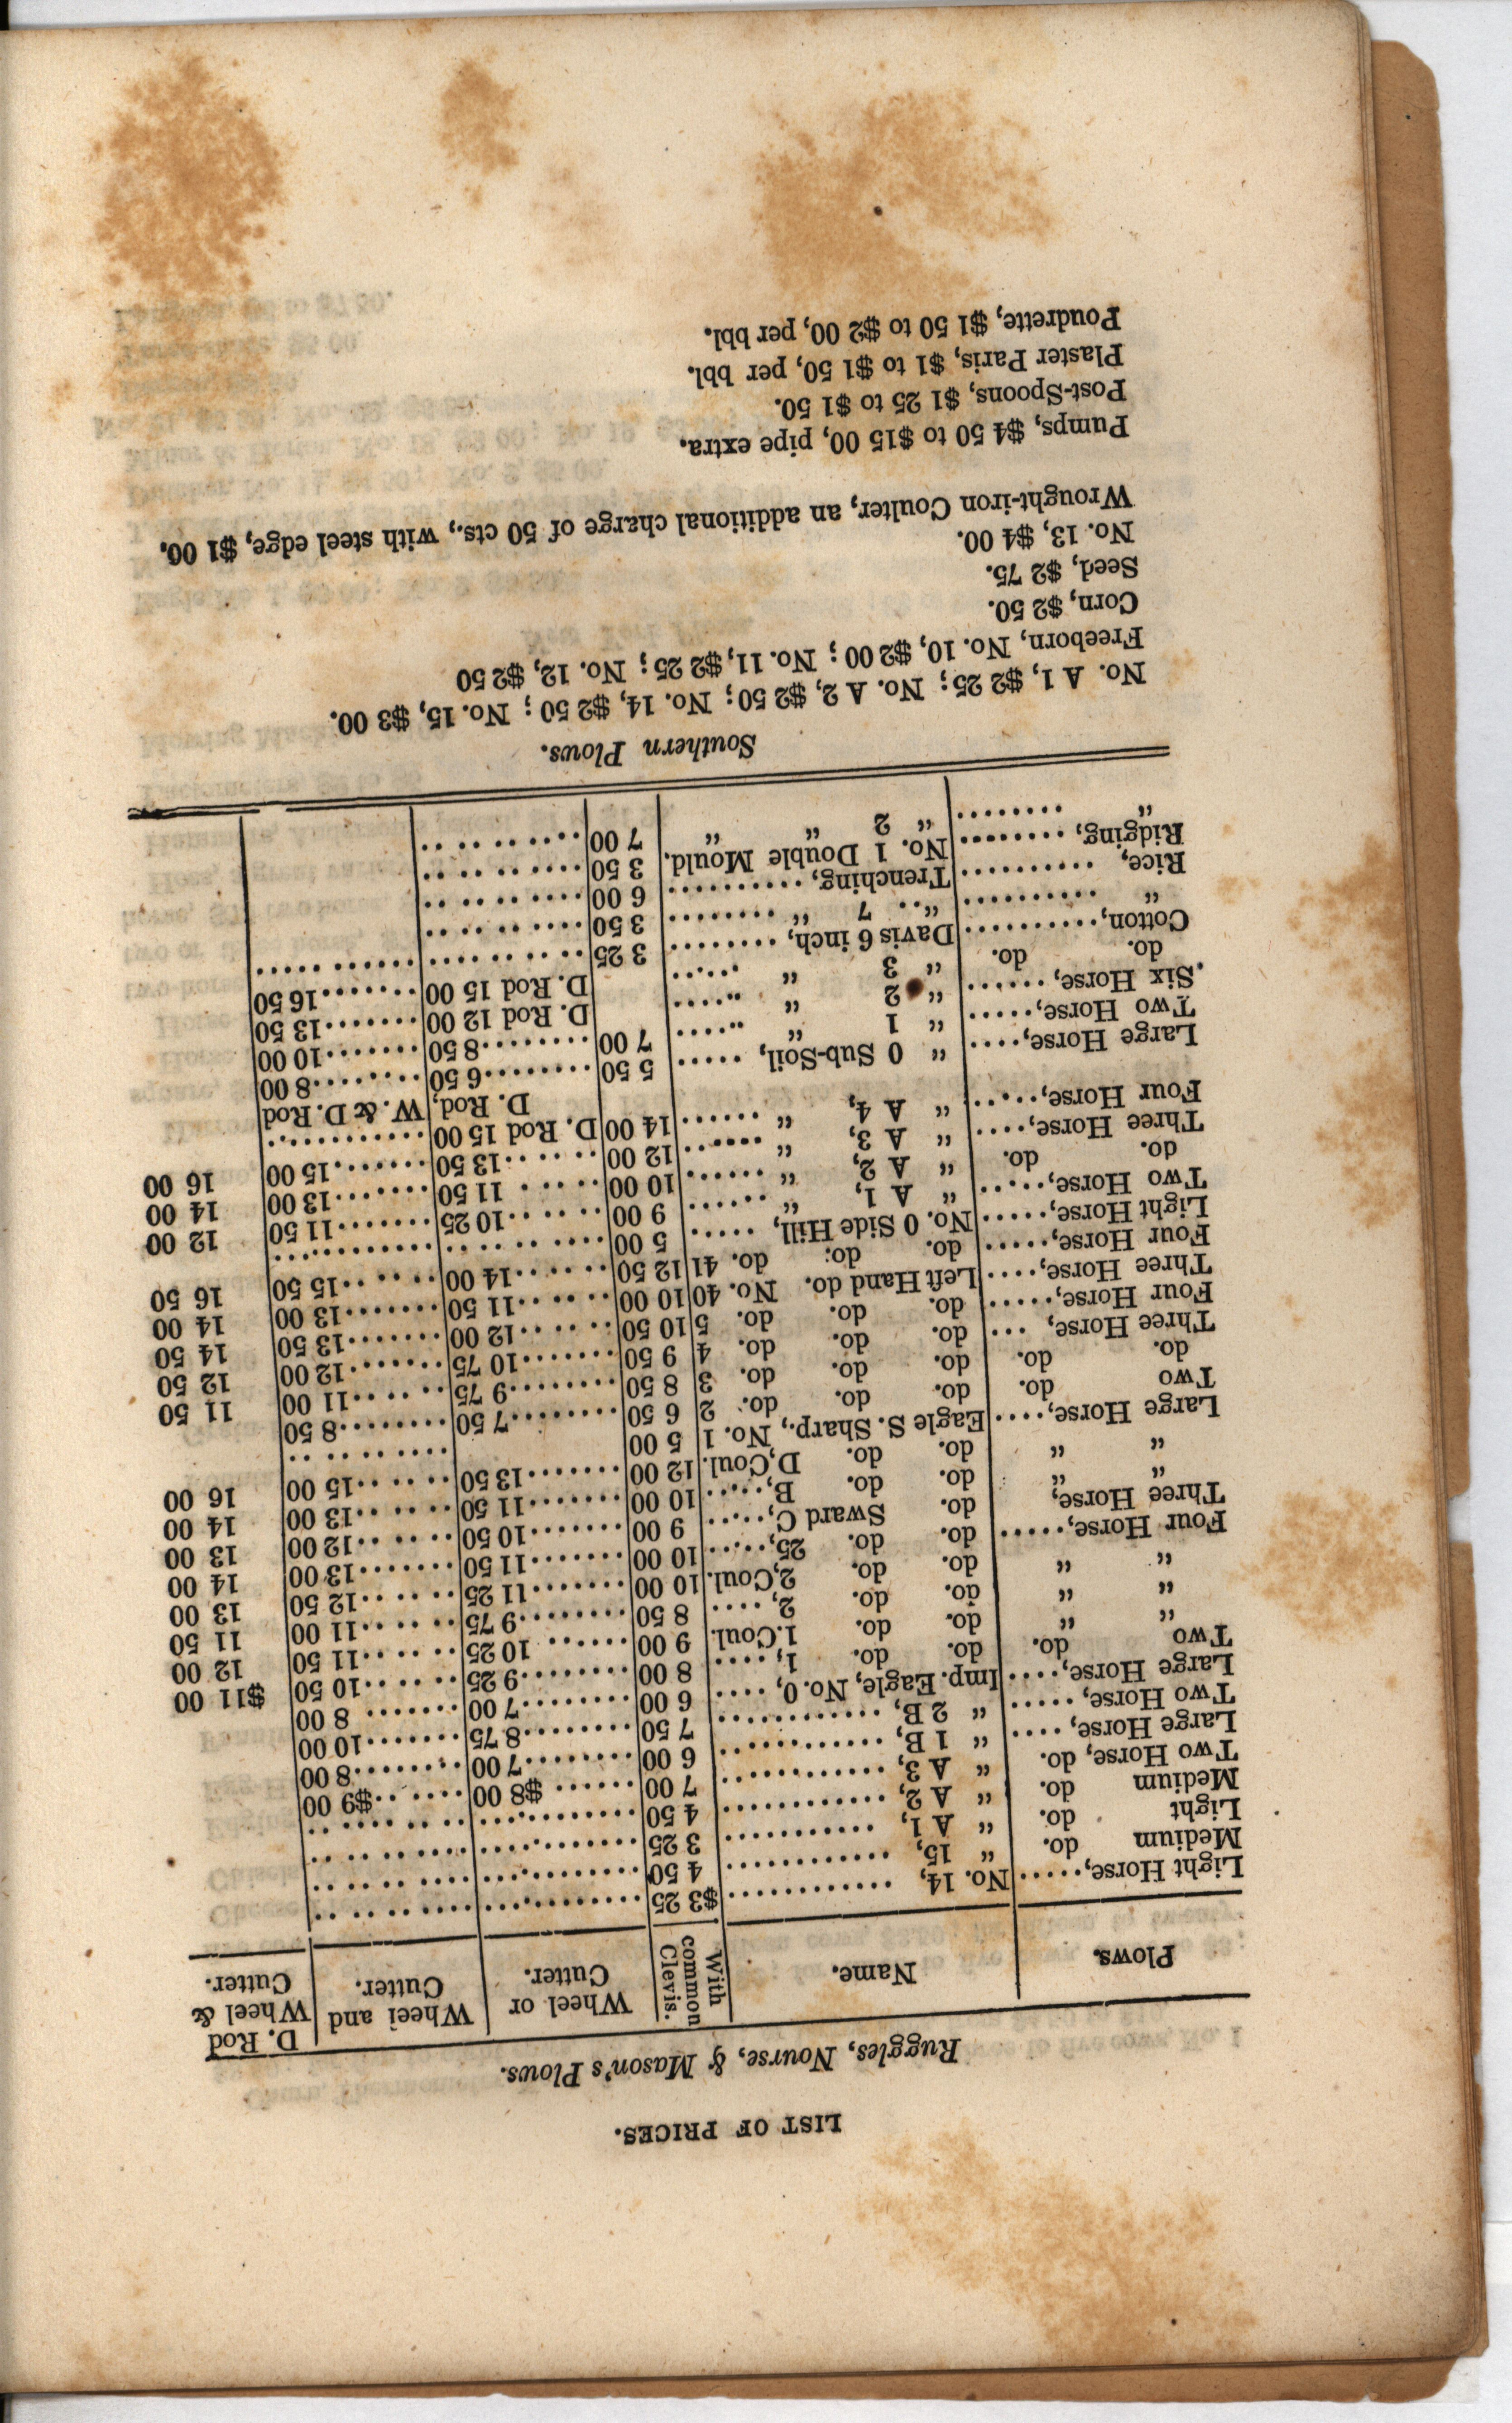 LIST OF PRICES.
Ruggles, Nourse, & Mason's Plows.
Plows. Name. With common Clevis. Wheel or Cutter. Wheel and Cutter. D. Rod Wheel & Cutter.
Light Horse,..... No. 14, ............ $3 25 ............ ............
Medium do. " 15, ............ 4 50 ............ ............
Light do. " A 1, ........... 3 25 ............ ............
Medium do. " A 2, ............ 4 50 ............ ............
Two Horse, do. " A 3, ............ 7 00 ...... $8 00 ...... $9 00
Large Horse, .... " 1 B, ............ 6 00 ........ 7 00 ........ 8 00
Two Horse, ..... " 2 B, ............ 7 50 ........ 8 75 ....... 10 00
Large Horse,.... Imp. Eagle, No. 0, .... 6 00 ........ 7 00 ....... 8 00
Two do. do. do. 1, .... 8 00 ........ 9 25 ...... 10 50 $11 00
" " do. do. 1.Coul. 9 00 ...... 10 25 ...... 11 50 12 00
" " do. do. 2, .... 8 50 ........ 9 75 ...... 11 00 11 50
" " do. do. 2,Coul. 10 00 ....... 11 25 ...... 12 50 13 00
Four Horse,..... do. do. 25,..... 10 00 ....... 11 50 ....... 13 00 14 00
Three Horse, do. Sward C,..... 9 00 ....... 10 50 ...... 12 00 13 00
" " do. do. B,..... 10 00 ....... 11 50 ...... 13 00 14 00
" " do. do. D,Coul. 12 00 ....... 13 50 ...... 15 00 16 00
Large Horse,.... Eagle S. Sharp., No. 1 5 00 ........
Two do. do. do. do. 2 6 50 ........ 7 50 ........ 8 50
do. do. do. do. do. 3 8 50 ........ 9 75 ...... 11 00 11 50
Three Horse, ... do. do. do. 4 9 50 ....... 10 75 ....... 12 00 12 50
Four Horse,..... do. do. do. 5 10 50 ...... 12 00 ....... 13 50 14 50
Three Horse,.... Left Hand do. No. 40 10 00 ...... 11 50 ....... 13 00 14 00
Four Horse,..... do. do. do. 41 12 50 ...... 14 00 ...... 15 50 16 50
Light Horse,..... No. 0 Side Hill, ..... 5 00 .......... ............
Two Horse,..... " A 1, " ...... 9 00 ...... 10 25 ....... 11 50 12 00
do. do. " A 2, " ...... 10 00 ..... 11 50 ....... 13 00 14 00
Three Horse,.... " A 3, " ...... 12 00 ...... 13 50 ....... 15 00 16 00
Four Horse,..... " A 4, " ...... 14 00 D. Rod 15 00 ............
D. Rod, W. & D. Rod
Large Horse,.... " 0 Sub-Soil, ..... 5 50 ........ 6 50 ........ 8 00
Two Horse,..... " 1 " ..... 7 00 ........ 8 50 ....... 10 00
Six Horse, ...... " 2 " ..... D. Rod 12 00 ....... 13 50
do. do. " 3 " ..... D. Rod 15 00 ....... 16 50
Cotton,.......... Davis 6 inch, ........ 3 25 .......... ...........
" .......... " 7 " ........ 3 50 ..........
Rice, .......... Trenching, .......... 6 00 ..........
Ridging, ........ No. 1 Double Mould. 3 50 ..........
" ........ " 2 " " 7 00 ..........
Southern Plows.
No. A 1, $2 25; No. A 2, $2 50; No. 14, $2 50; No. 15, $3 00.
Freeborn, No. 10, $2 00; No. 11, $2 25; No. 12, $2 50
Corn, $2 50.
Seed, $2 75.
No. 13, $4 00.
Wrought-iron Coulter, an additional charge of 50 cts., with steel edge, $1 00.
Pumps, $4 50 to $15 00, pipe extra.
Post-Spoons, $1 25 to $1 50.
Plaster Paris, $1 to $1 50, per bbl.
Poudrette, $1 50 to $2 00, per bbl.